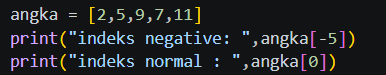 angka = [2,5,9,7,11]
print("indeks negative: ",angka[-5])
print("indeks normal : ",angka[0])